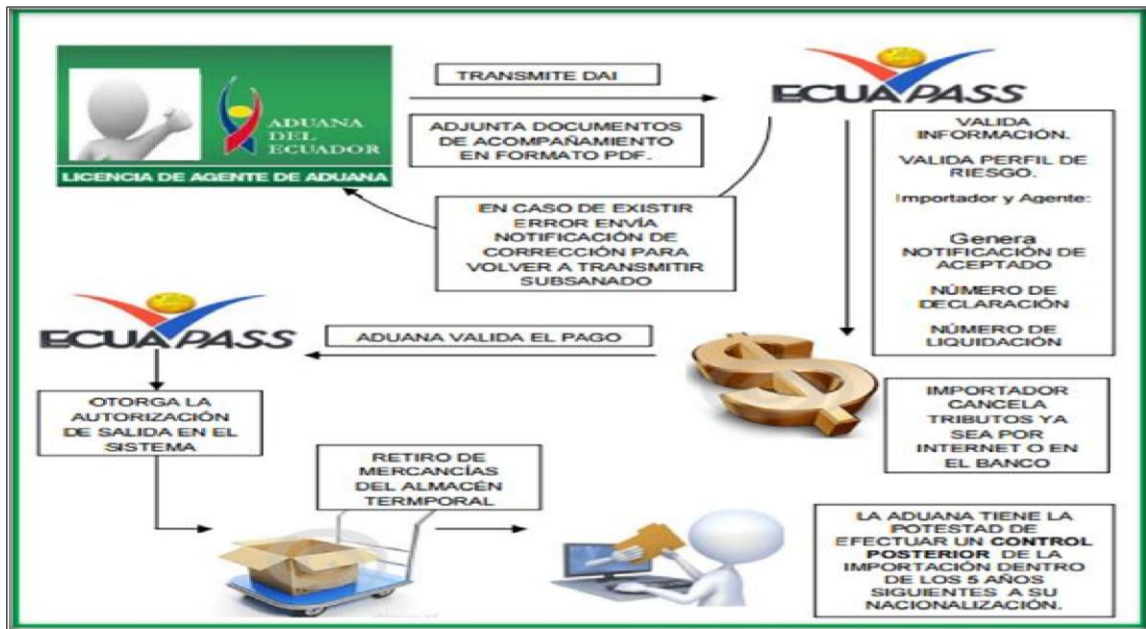 TRANSMITE DAI
ECUAPASS
ADUANA
DEL
ECUADOR
LICENCIA DE AGENTE DE ADUANA
ADJUNTA DOCUMENTOS
DE ACOMPAÑAMIENTO
EN FORMATO PDF.
VALIDA
INFORMACIÓN.
VALIDA PERFIL DE
RIESGO.
Importador y Agente:
Genera
NOTIFICACIÓN DE
ACEPTADO
NÚMERO DE
DECLARACIÓN
NÚMERO DE
LIQUIDACIÓN
EN CASO DE EXISTIR
ERROR ENVÍA
NOTIFICACIÓN DE
CORRECCIÓN PARA
VOLVER A TRANSMITIR
SUBSANADO
ECUAPASS
ADUANA VALIDA EL PAGO
IMPORTADOR
CANCELA
TRIBUTOS YA
SEA POR
INTERNET O EN
EL BANCO
OTORGA LA
AUTORIZACIÓN
DE SALIDA EN EL
SISTEMA
RETIRO DE
MERCANCÍAS
DEL ALMACÉN
TERMPORAL
LA ADUANA TIENE LA
POTESTAD DE
EFECTUAR UN CONTROL
POSTERIOR DE LA
IMPORTACIÓN DENTRO
DE LOS 5 AÑOS
SIGUIENTES A SU
NACIONALIZACIÓN.